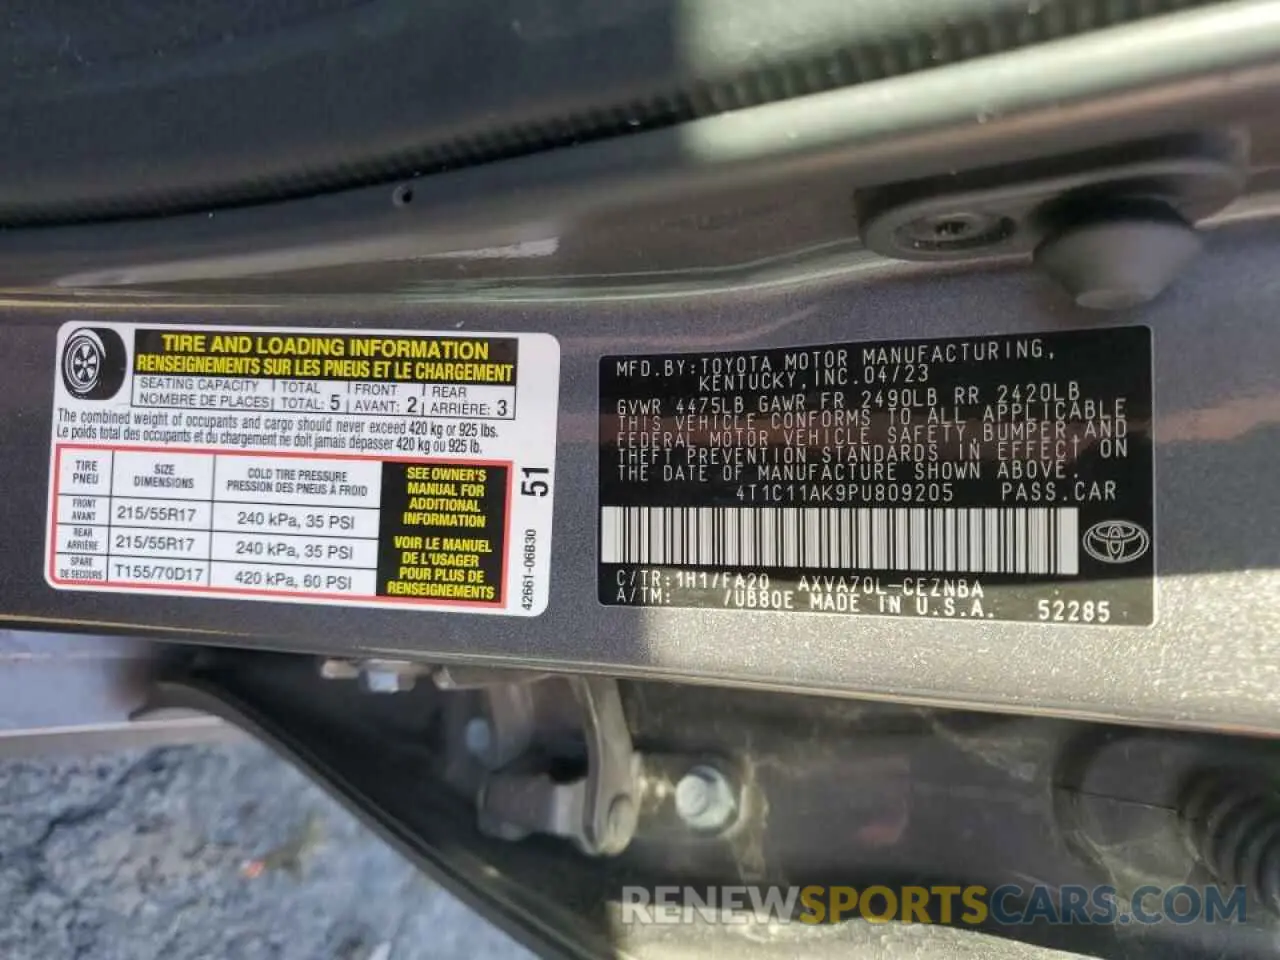 TIRE AND LOADING INFORMATION
RENSEIGNEMENTS SUR LES PNEUS ET LE CHARGEMENT
SEATING CAPACITY TOTAL FRONT REAR
NOMBRE DE PLACES TOTAL: 5 AVANT: 2 ARRIÈRE: 3
The combined weight of occupants and cargo should never exceed 420 kg or 925 lbs.
Le poids total des occupants et du chargement ne doit jamais dépasser 420 kg ou 925 lb.
TIRE SIZE COLD TIRE PRESSURE
PNEU DIMENSIONS PRESSION DES PNEUS À FROID
FRONT
AVANT 215/55R17 240 kPa, 35 PSI
REAR
ARRIÈRE 215/55R17 240 kPa, 35 PSI
SPARE
DE SECOURS T155/70D17 420 kPa, 60 PSI
SEE OWNER'S
MANUAL FOR
ADDITIONAL
INFORMATION
VOIR LE MANUEL
DE L'USAGER
POUR PLUS DE
RENSEIGNEMENTS
51
42661-06B30
MFD.BY:TOYOTA MOTOR MANUFACTURING,
KENTUCKY,INC.04/23
GVWR 4475LB GAWR FR 2490LB RR 2420LB
THIS VEHICLE CONFORMS TO ALL APPLICABLE
FEDERAL MOTOR VEHICLE SAFETY,BUMPER,AND
THEFT PREVENTION STANDARDS IN EFFECT ON
THE DATE OF MANUFACTURE SHOWN ABOVE.
4T1C11AK9PU809205 PASS.CAR
C/TR:1H1/FA20 AXVA70L-CEZNBA
A/TM: /UB80E MADE IN U.S.A. 52285
RENEWSPORTSCARS.COM